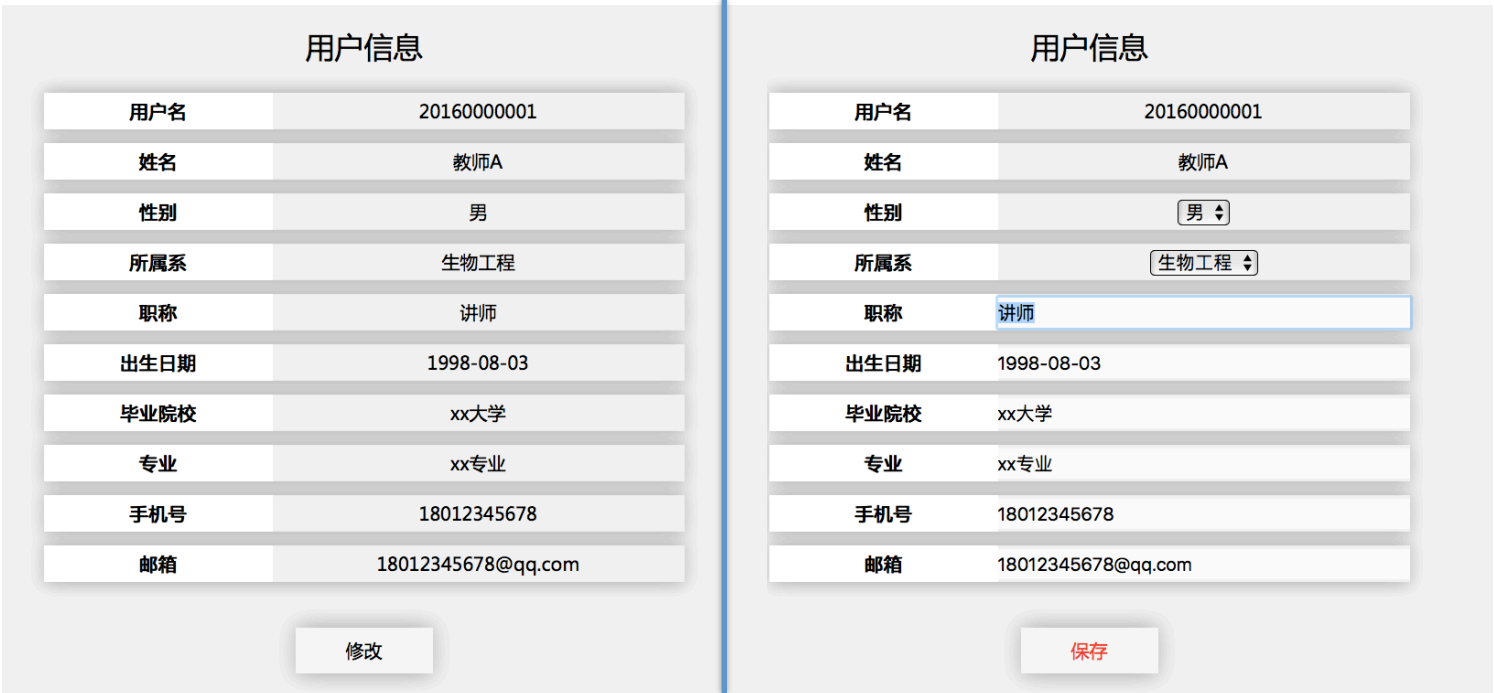 用户信息
用户名 20160000001
姓名 教师A
性别 男
所属系 生物工程
职称 讲师
出生日期 1998-08-03
毕业院校 xx大学
专业 xx专业
手机号 18012345678
邮箱 18012345678@qq.com
修改
用户信息
用户名 20160000001
姓名 教师A
性别 男
所属系 生物工程
职称 讲师
出生日期 1998-08-03
毕业院校 xx大学
专业 xx专业
手机号 18012345678
邮箱 18012345678@qq.com
保存